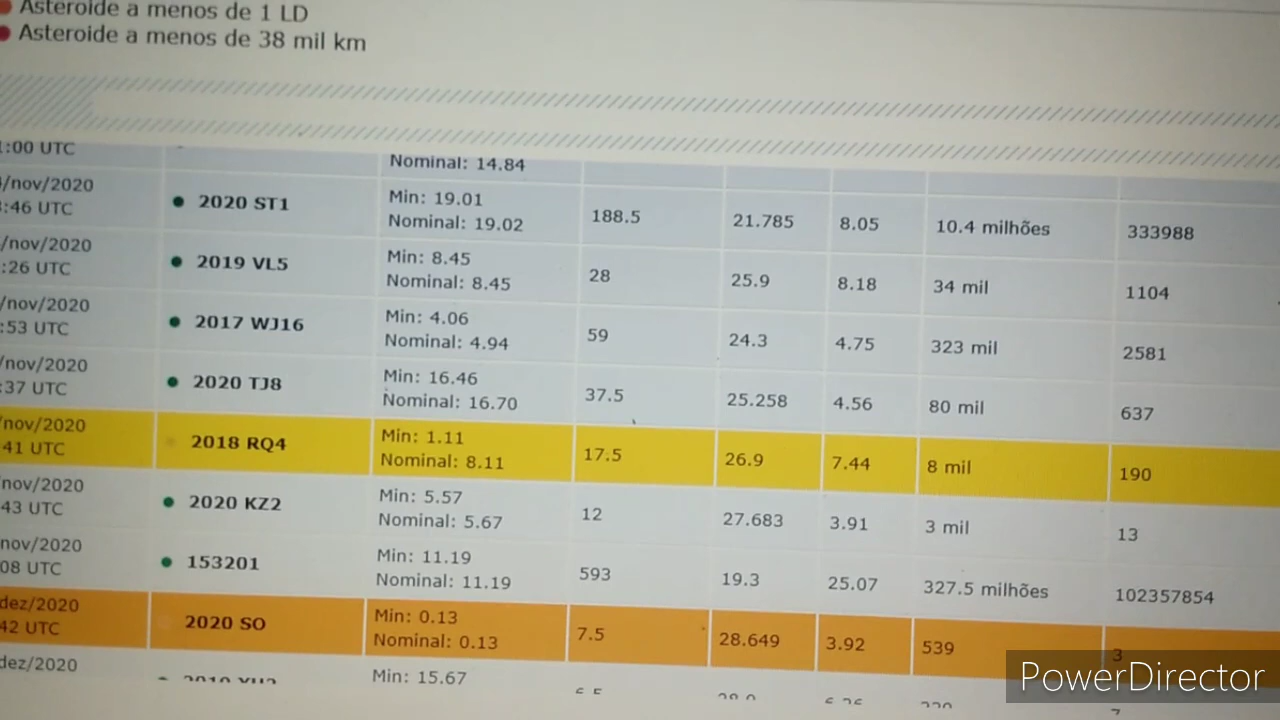 Asteroide a menos de 1 LD
Asteroide a menos de 38 mil km
:00 UTC Nominal: 14.84
/nov/2020 Min: 19.01
:46 UTC 2020 ST1 Nominal: 19.02 188.5 21.785 8.05 10.4 milhões 333988
/nov/2020 Min: 8.45
:26 UTC 2019 VL5 Nominal: 8.45 28 25.9 8.18 34 mil 1104
/nov/2020 Min: 4.06
:53 UTC 2017 WJ16 Nominal: 4.94 59 24.3 4.75 323 mil 2581
/nov/2020 Min: 16.46
:37 UTC 2020 TJ8 Nominal: 16.70 37.5 25.258 4.56 80 mil 637
/nov/2020 Min: 1.11
41 UTC 2018 RQ4 Nominal: 8.11 17.5 26.9 7.44 8 mil 190
nov/2020 Min: 5.57
43 UTC 2020 KZ2 Nominal: 5.67 12 27.683 3.91 3 mil 13
nov/2020 Min: 11.19
08 UTC 153201 Nominal: 11.19 593 19.3 25.07 327.5 milhões 102357854
dez/2020 Min: 0.13
42 UTC 2020 SO Nominal: 0.13 7.5 28.649 3.92 539 3
dez/2020 Min: 15.67
PowerDirector